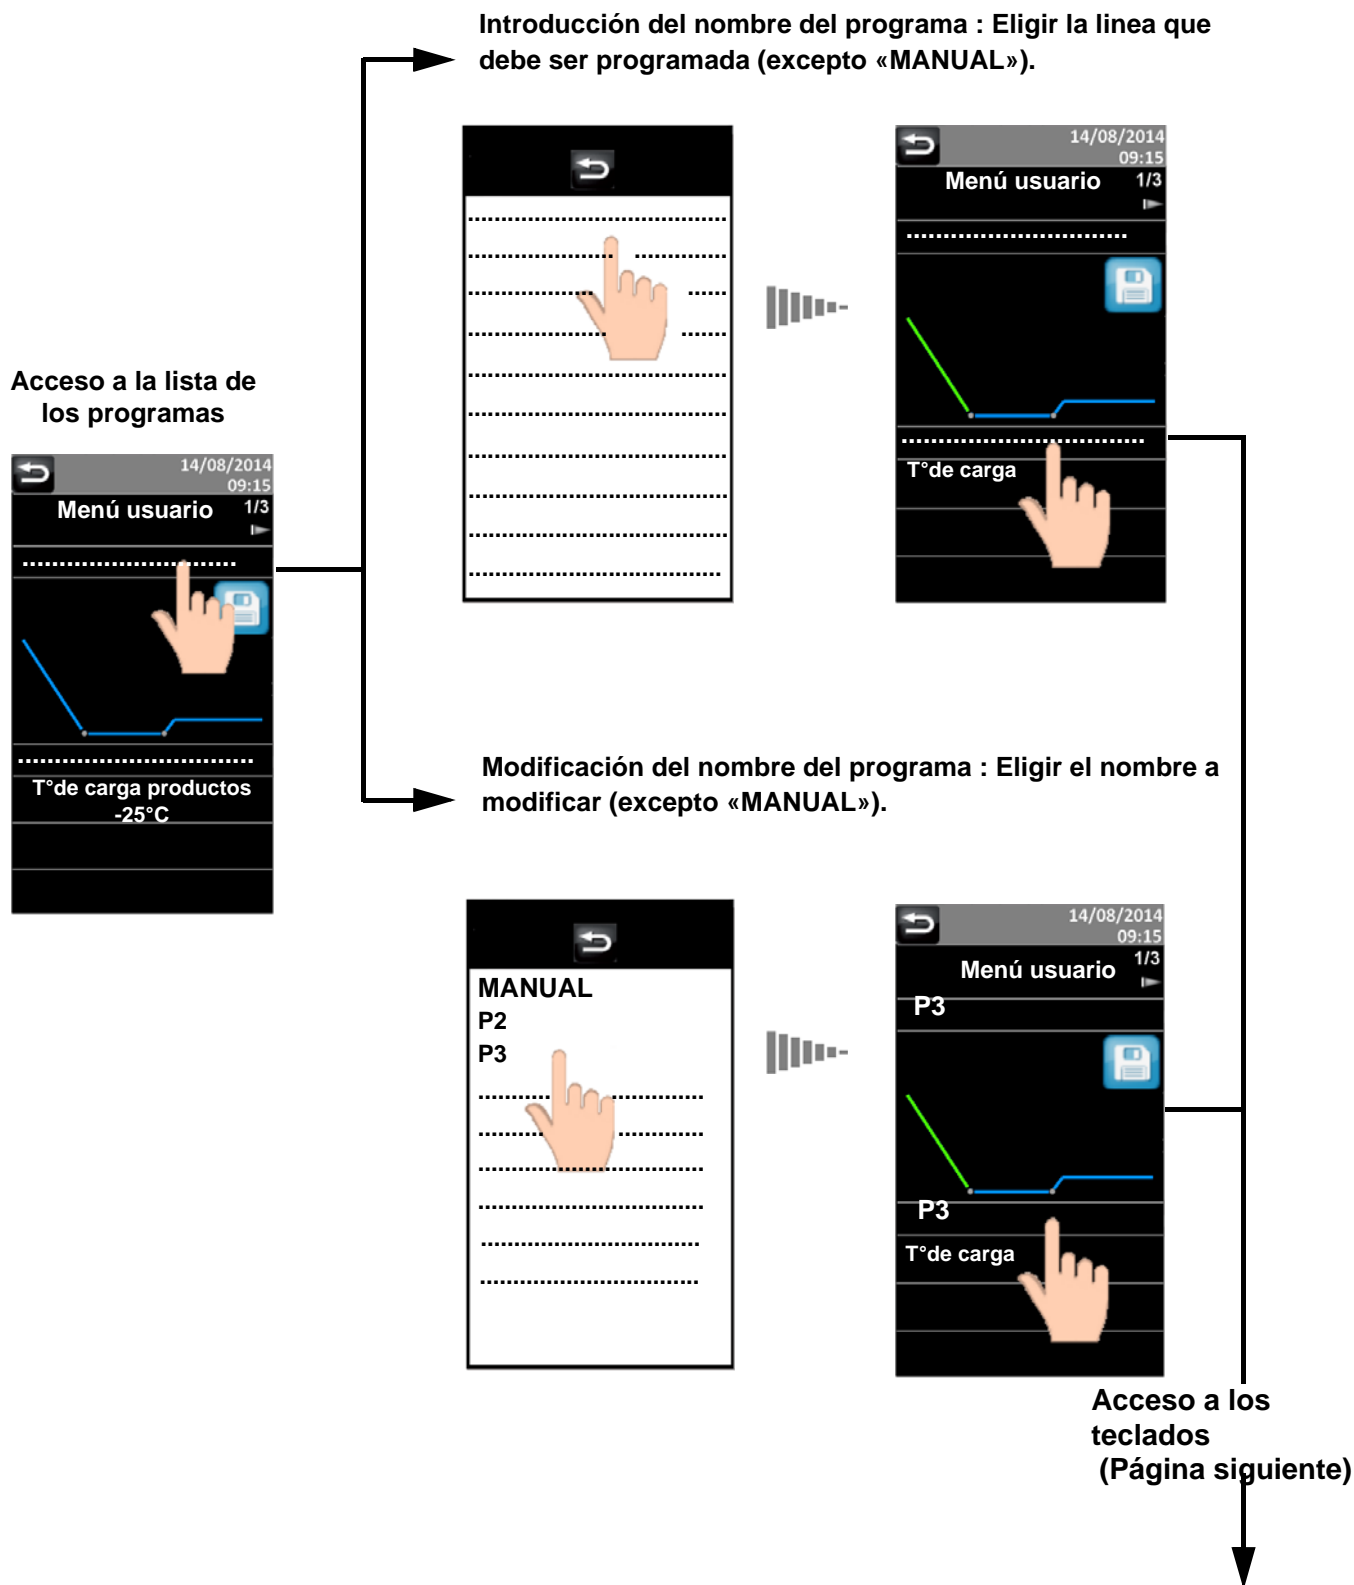 Introducción del nombre del programa : Eligir la linea que
debe ser programada (excepto «MANUAL»).
14/08/2014
09:15
Menú usuario 1/3
..............................
T°de carga
Acceso a la lista de
los programas
14/08/2014
09:15
Menú usuario 1/3
T°de carga productos
-25°C
Modificación del nombre del programa : Eligir el nombre a
modificar (excepto «MANUAL»).
MANUAL
P2
P3
14/08/2014
09:15
Menú usuario 1/3
P3
P3
T°de carga
Acceso a los
teclados
(Página siguiente)